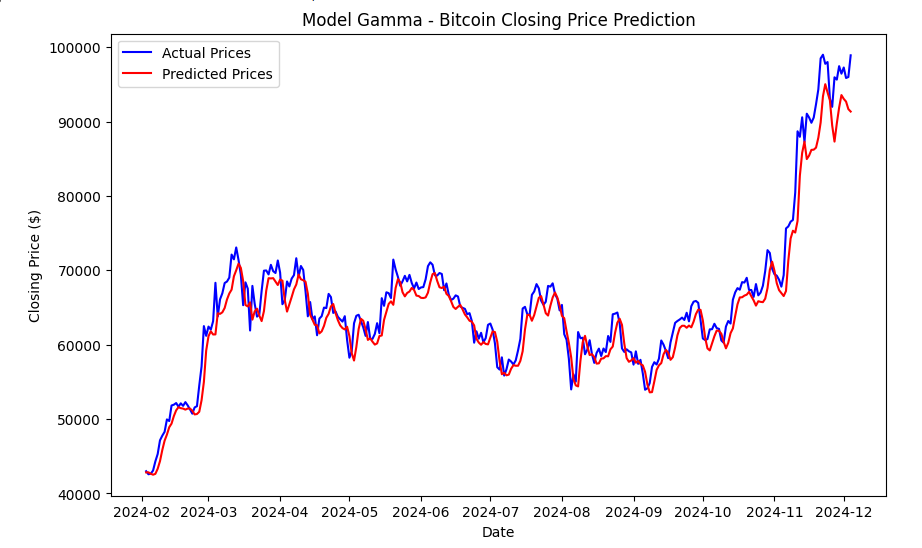 Model Gamma - Bitcoin Closing Price Prediction
Actual Prices
Predicted Prices
100000
90000
80000
70000
60000
50000
40000
Closing Price ($)
2024-02 2024-03 2024-04 2024-05 2024-06 2024-07 2024-08 2024-09 2024-10 2024-11 2024-12
Date